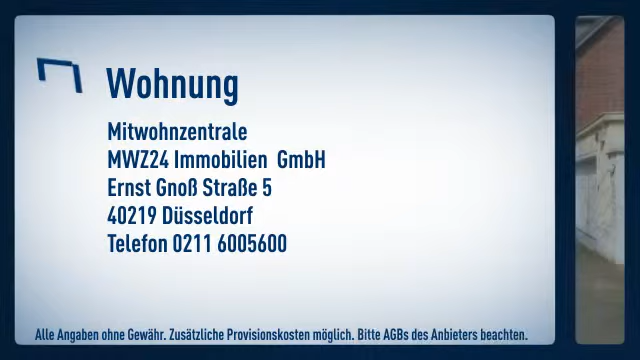 Wohnung
Mitwohnzentrale
MWZ24 Immobilien GmbH
Ernst Gnoß Straße 5
40219 Düsseldorf
Telefon 0211 6005600
Alle Angaben ohne Gewähr. Zusätzliche Provisionskosten möglich. Bitte AGBs des Anbieters beachten.